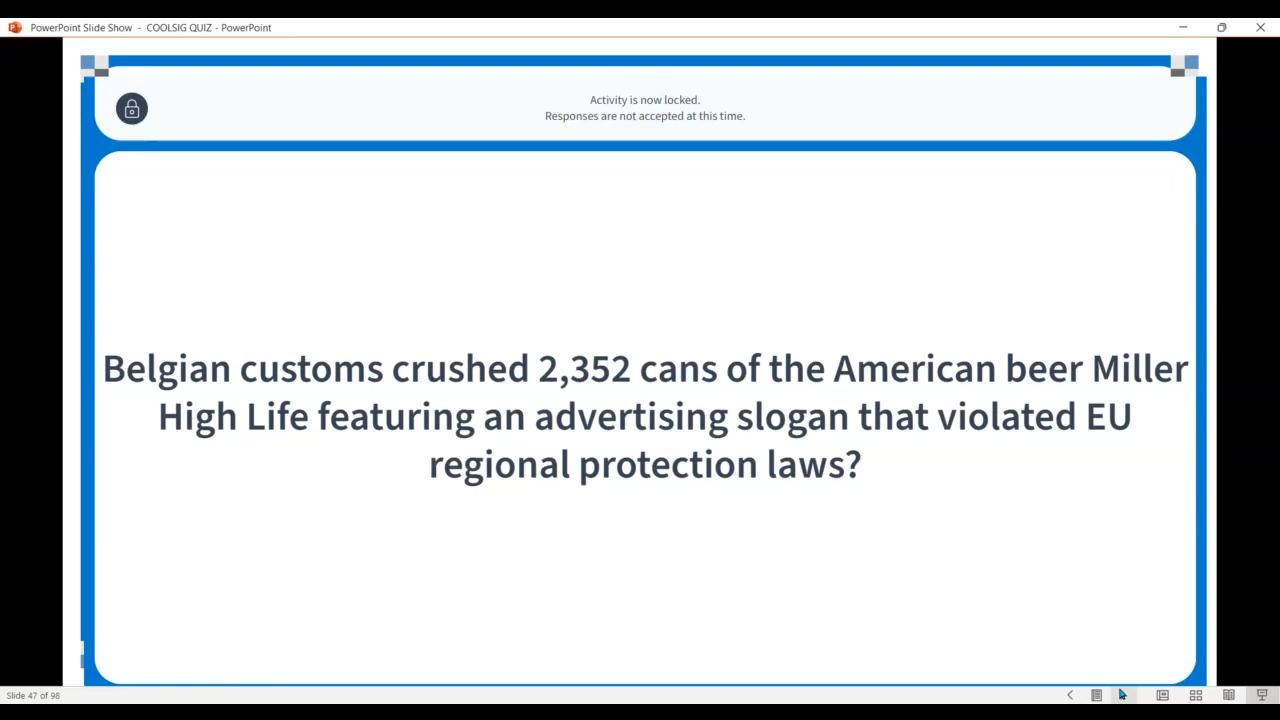 PowerPoint Slide Show - COOLSIG QUIZ - PowerPoint
Activity is now locked.
Responses are not accepted at this time.
Belgian customs crushed 2,352 cans of the American beer Miller
High Life featuring an advertising slogan that violated EU
regional protection laws?
Slide 47 of 98